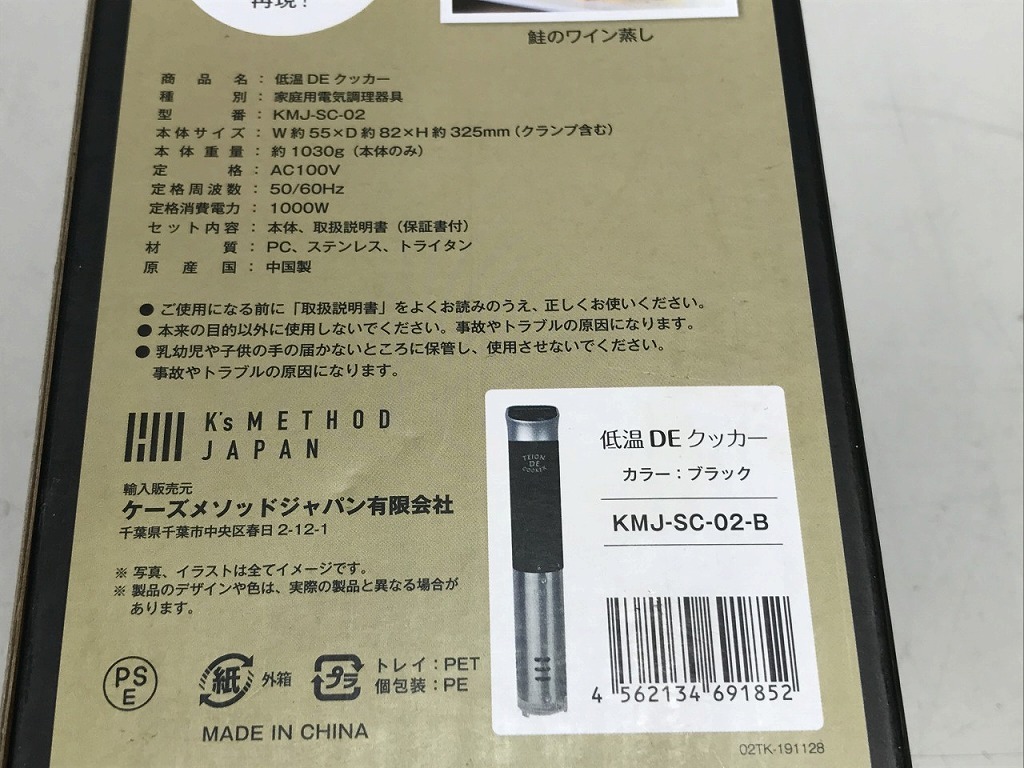 再現!
鮭のワイン蒸し
商品名：低温DEクッカー
種別：家庭用電気調理器具
型番：KMJ-SC-02
本体サイズ：W約55×D約82×H約325mm（クランプ含む）
本体重量：約1030g（本体のみ）
定格：AC100V
定格周波数：50/60Hz
定格消費電力：1000W
セット内容：本体、取扱説明書（保証書付）
材質：PC、ステンレス、トライタン
原産国：中国製
● ご使用になる前に「取扱説明書」をよくお読みのうえ、正しくお使いください。
● 本来の目的以外に使用しないでください。事故やトラブルの原因になります。
● 乳幼児や子供の手の届かないところに保管し、使用させないでください。
事故やトラブルの原因になります。
K's METHOD
JAPAN
輸入販売元
ケーズメソッドジャパン有限会社
千葉県千葉市中央区春日2-12-1
※ 写真、イラストは全てイメージです。
※ 製品のデザインや色は、実際の製品と異なる場合が
あります。
PS
E
紙 外箱
プラ トレイ：PET
個包装：PE
MADE IN CHINA
TEION
DE
COOKER
低温DEクッカー
カラー：ブラック
KMJ-SC-02-B
4 562134 691852
02TK-191128